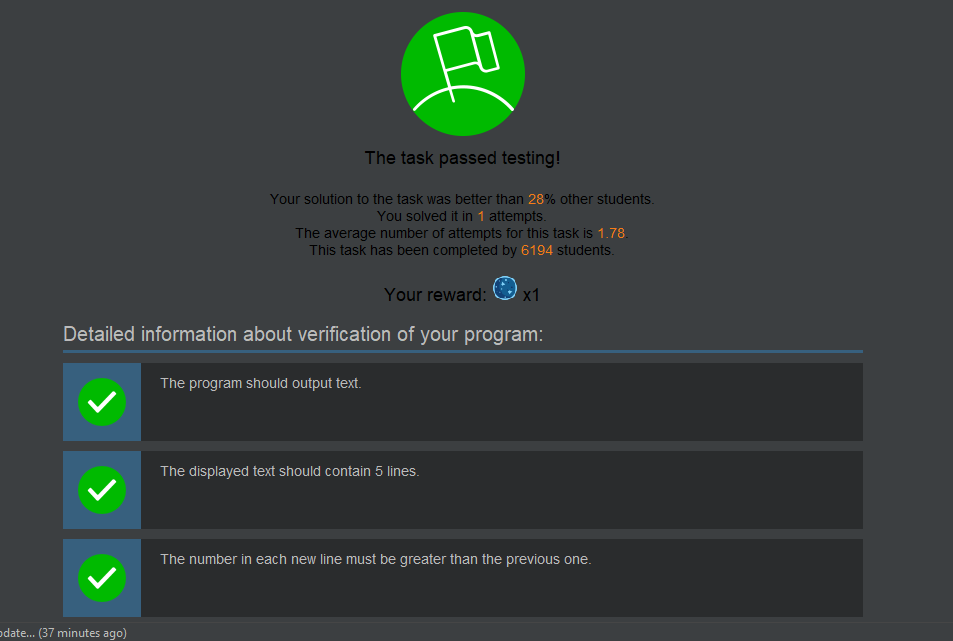 The task passed testing!
Your solution to the task was better than 28% other students.
You solved it in 1 attempts.
The average number of attempts for this task is 1.78
This task has been completed by 6194 students.
Your reward: x1
Detailed information about verification of your program:
The program should output text.
The displayed text should contain 5 lines.
The number in each new line must be greater than the previous one.
(37 minutes ago)